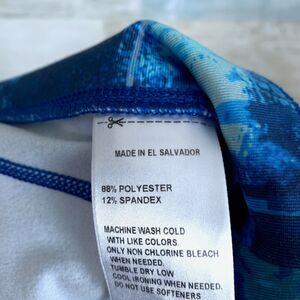 MADE IN EL SALVADOR
88% POLYESTER
12% SPANDEX
MACHINE WASH COLD
WITH LIKE COLORS.
ONLY NON CHLORINE BLEACH
WHEN NEEDED.
TUMBLE DRY LOW
COOL IRONING WHEN
NEEDED.
DO NOT USE SOFTENERS